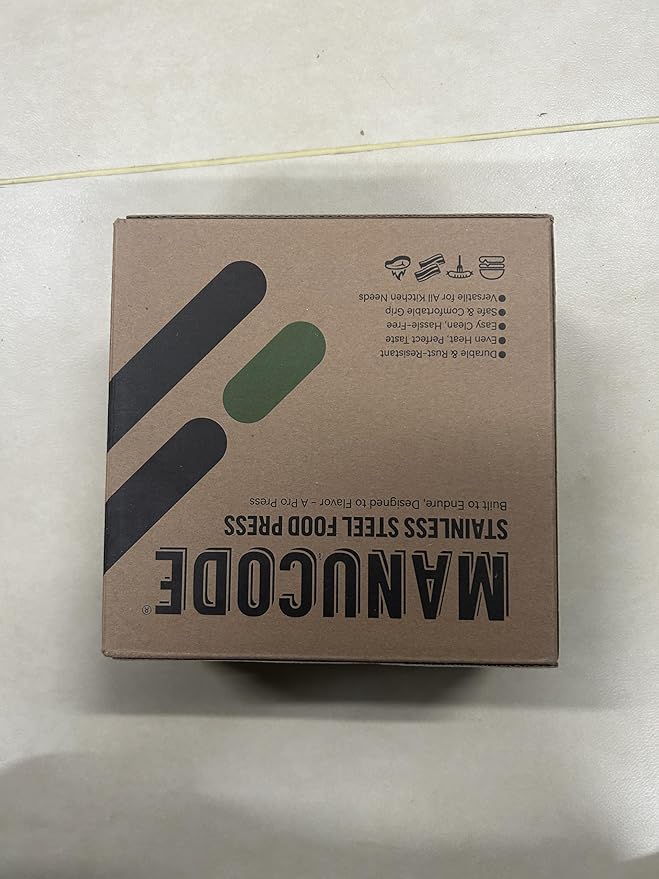 MANUCODE®
STAINLESS STEEL FOOD PRESS
Built to Endure, Designed to Flavor – A Pro Press
● Durable & Rust-Resistant
● Even Heat, Perfect Taste
● Easy Clean, Hassle-Free
● Safe & Comfortable Grip
● Versatile for All Kitchen Needs